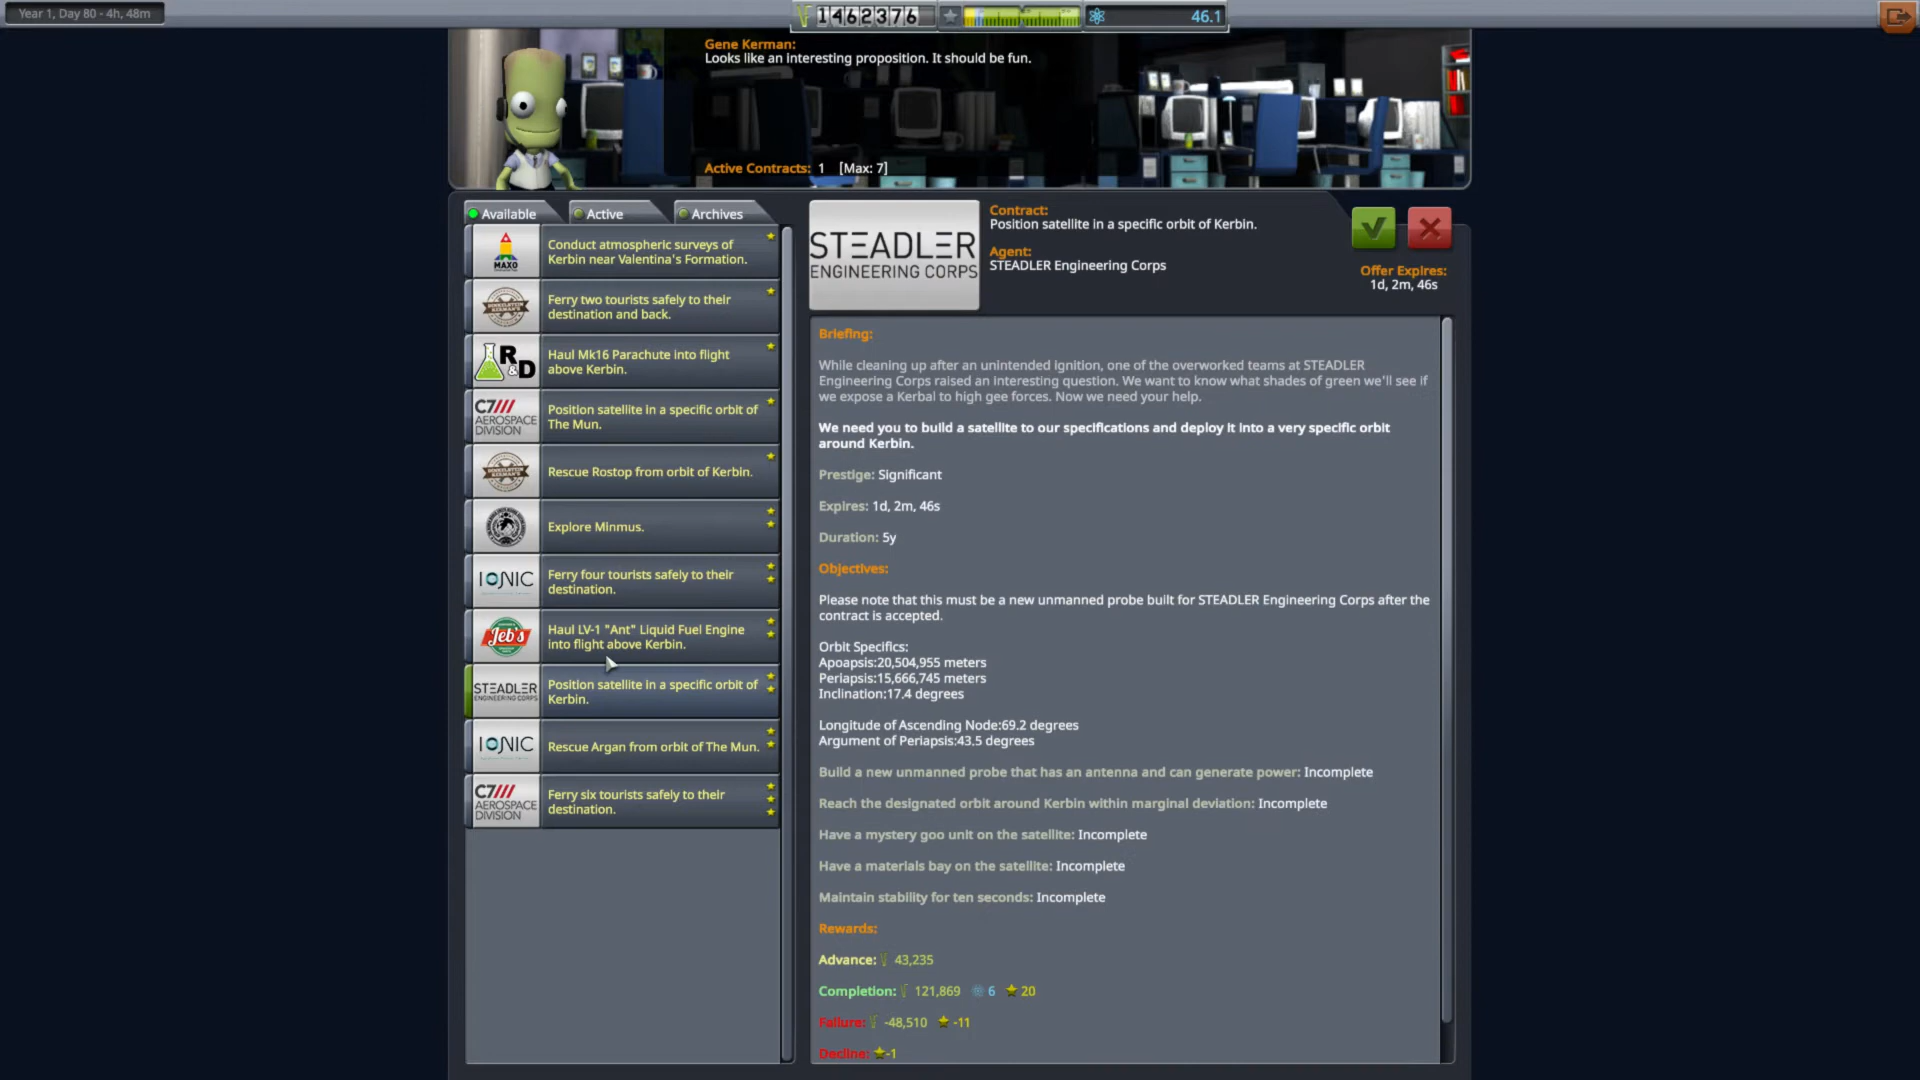 Year 1, Day 80 - 4h, 48m
1462376
46.1
Gene Kerman:
Looks like an interesting proposition. It should be fun.
Active Contracts: 1 [Max: 7]
Available
Active
Archives
MAXO
Conduct atmospheric surveys of
Kerbin near Valentina's Formation.
Ferry two tourists safely to their
destination and back.
R&D
Haul Mk16 Parachute into flight
above Kerbin.
C7///
AEROSPACE
DIVISION
Position satellite in a specific orbit of
The Mun.
Rescue Rostop from orbit of Kerbin.
Explore Minmus.
IONIC
Ferry four tourists safely to their
destination.
Jeb's
Haul LV-1 "Ant" Liquid Fuel Engine
into flight above Kerbin.
STEADLER
ENGINEERING CORPS
Position satellite in a specific orbit of
Kerbin.
IONIC
Rescue Argan from orbit of The Mun.
C7///
AEROSPACE
DIVISION
Ferry six tourists safely to their
destination.
STEADLER
ENGINEERING CORPS
Contract:
Position satellite in a specific orbit of Kerbin.
Agent:
STEADLER Engineering Corps
Offer Expires:
1d, 2m, 46s
Briefing:
While cleaning up after an unintended ignition, one of the overworked teams at STEADLER
Engineering Corps raised an interesting question. We want to know what shades of green we'll see if
we expose a Kerbal to high gee forces. Now we need your help.
We need you to build a satellite to our specifications and deploy it into a very specific orbit
around Kerbin.
Prestige: Significant
Expires: 1d, 2m, 46s
Duration: 5y
Objectives:
Please note that this must be a new unmanned probe built for STEADLER Engineering Corps after the
contract is accepted.
Orbit Specifics:
Apoapsis:20,504,955 meters
Periapsis:15,666,745 meters
Inclination:17.4 degrees
Longitude of Ascending Node:69.2 degrees
Argument of Periapsis:43.5 degrees
Build a new unmanned probe that has an antenna and can generate power: Incomplete
Reach the designated orbit around Kerbin within marginal deviation: Incomplete
Have a mystery goo unit on the satellite: Incomplete
Have a materials bay on the satellite: Incomplete
Maintain stability for ten seconds: Incomplete
Rewards:
Advance: 43,235
Completion: 121,869 6 20
Failure: -48,510 -11
Decline: -1